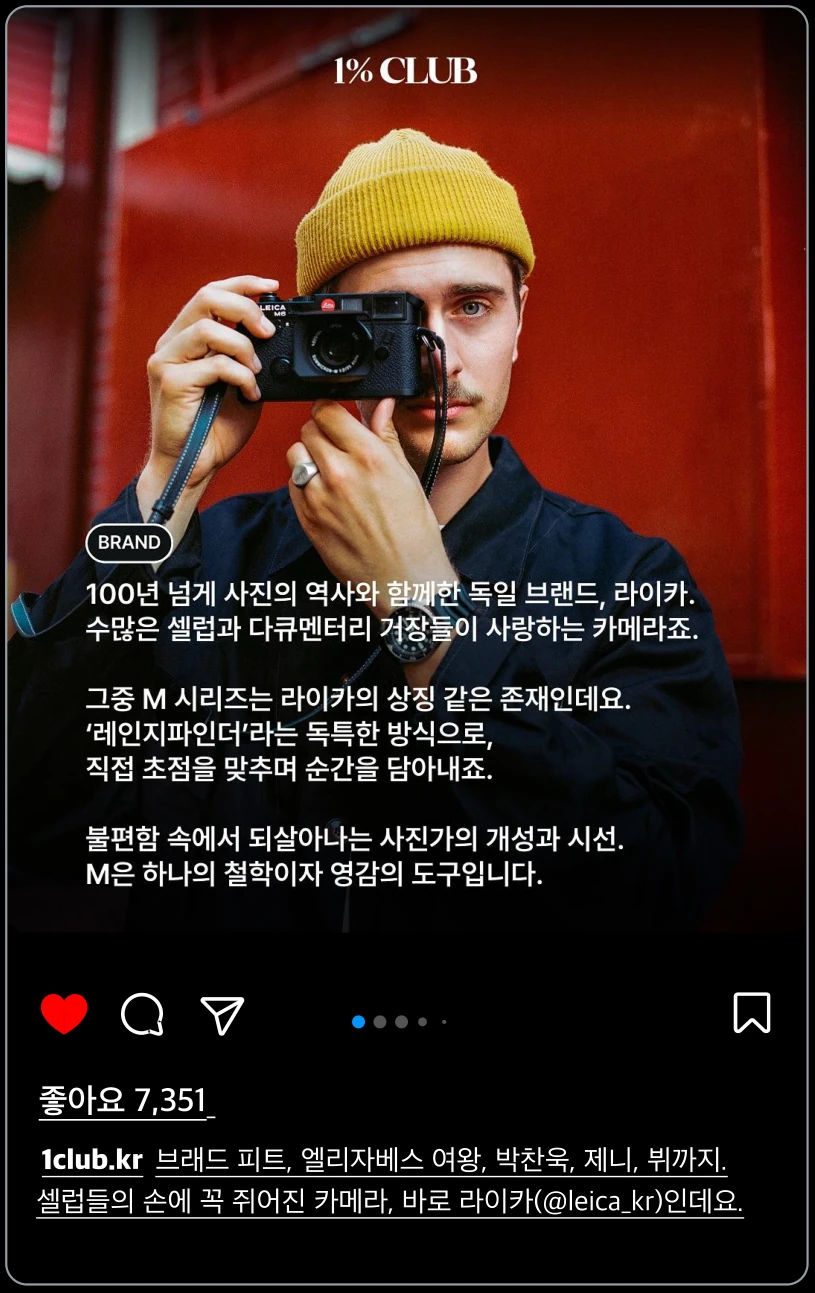 1% CLUB
LEICA
M6
Leica
BRAND
100년 넘게 사진의 역사와 함께한 독일 브랜드, 라이카.
수많은 셀럽과 다큐멘터리 거장들이 사랑하는 카메라죠.
그중 M 시리즈는 라이카의 상징 같은 존재인데요.
‘레인지파인더’라는 독특한 방식으로,
직접 초점을 맞추며 순간을 담아내죠.
불편함 속에서 되살아나는 사진가의 개성과 시선.
M은 하나의 철학이자 영감의 도구입니다.
좋아요 7,351_
1club.kr 브래드 피트, 엘리자베스 여왕, 박찬욱, 제니, 뷔까지.
셀럽들의 손에 꼭 쥐어진 카메라, 바로 라이카(@leica_kr)인데요.